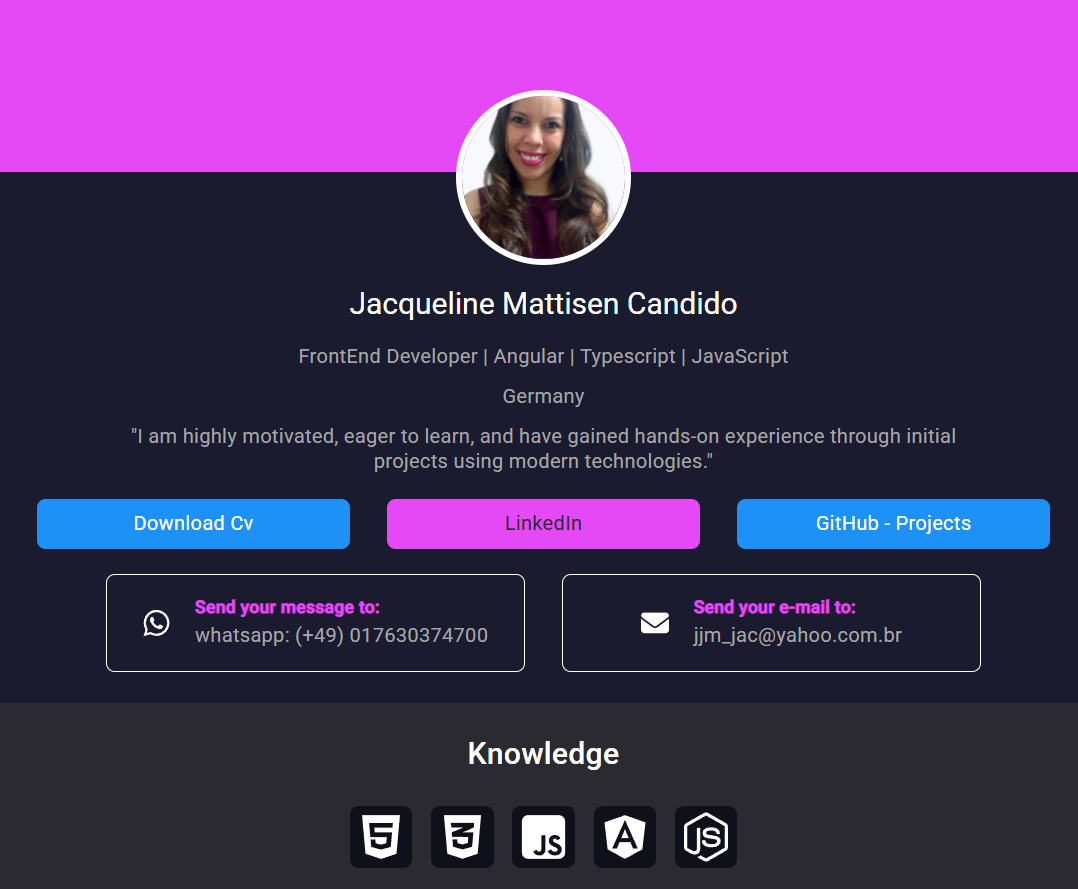 Jacqueline Mattisen Candido
FrontEnd Developer | Angular | Typescript | JavaScript
Germany
"I am highly motivated, eager to learn, and have gained hands-on experience through initial
projects using modern technologies."
Download Cv
LinkedIn
GitHub - Projects
Send your message to:
whatsapp: (+49) 017630374700
Send your e-mail to:
jjm_jac@yahoo.com.br
Knowledge
5
3
JS
A
JS